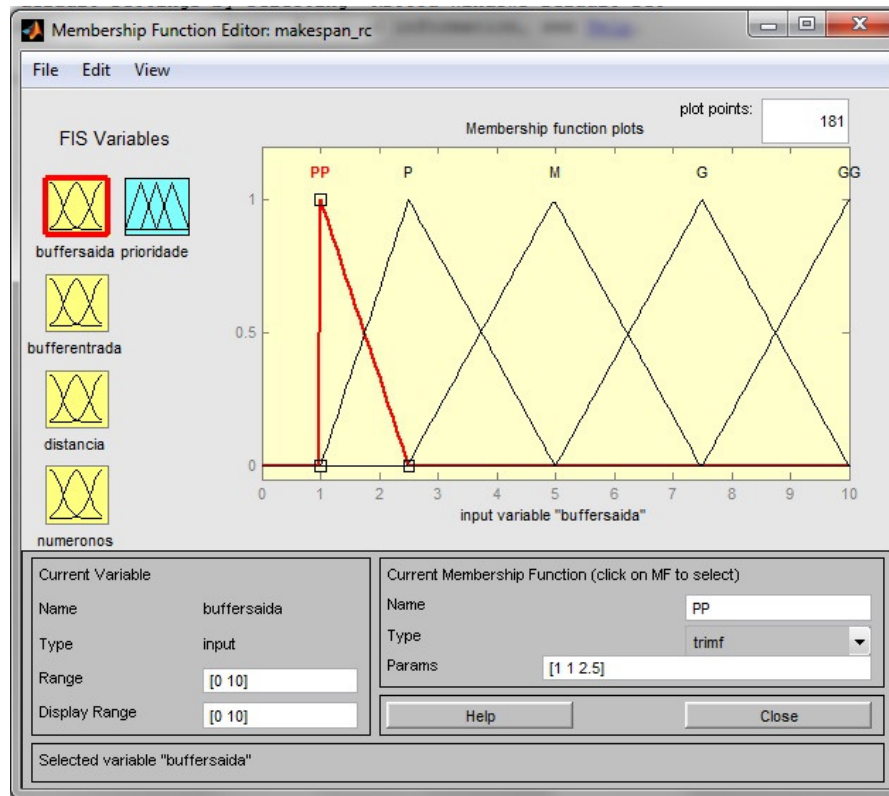 Membership Function Editor: makespan_rc
File Edit View
FIS Variables
buffersaida prioridade
bufferentrada
distancia
numeronos
plot points: 181
Membership function plots
PP P M G GG
1
0.5
0
0 1 2 3 4 5 6 7 8 9 10
input variable "buffersaida"
Current Variable
Name buffersaida
Type input
Range [0 10]
Display Range [0 10]
Current Membership Function (click on MF to select)
Name PP
Type trimf
Params [1 1 2.5]
Help Close
Selected variable "buffersaida"